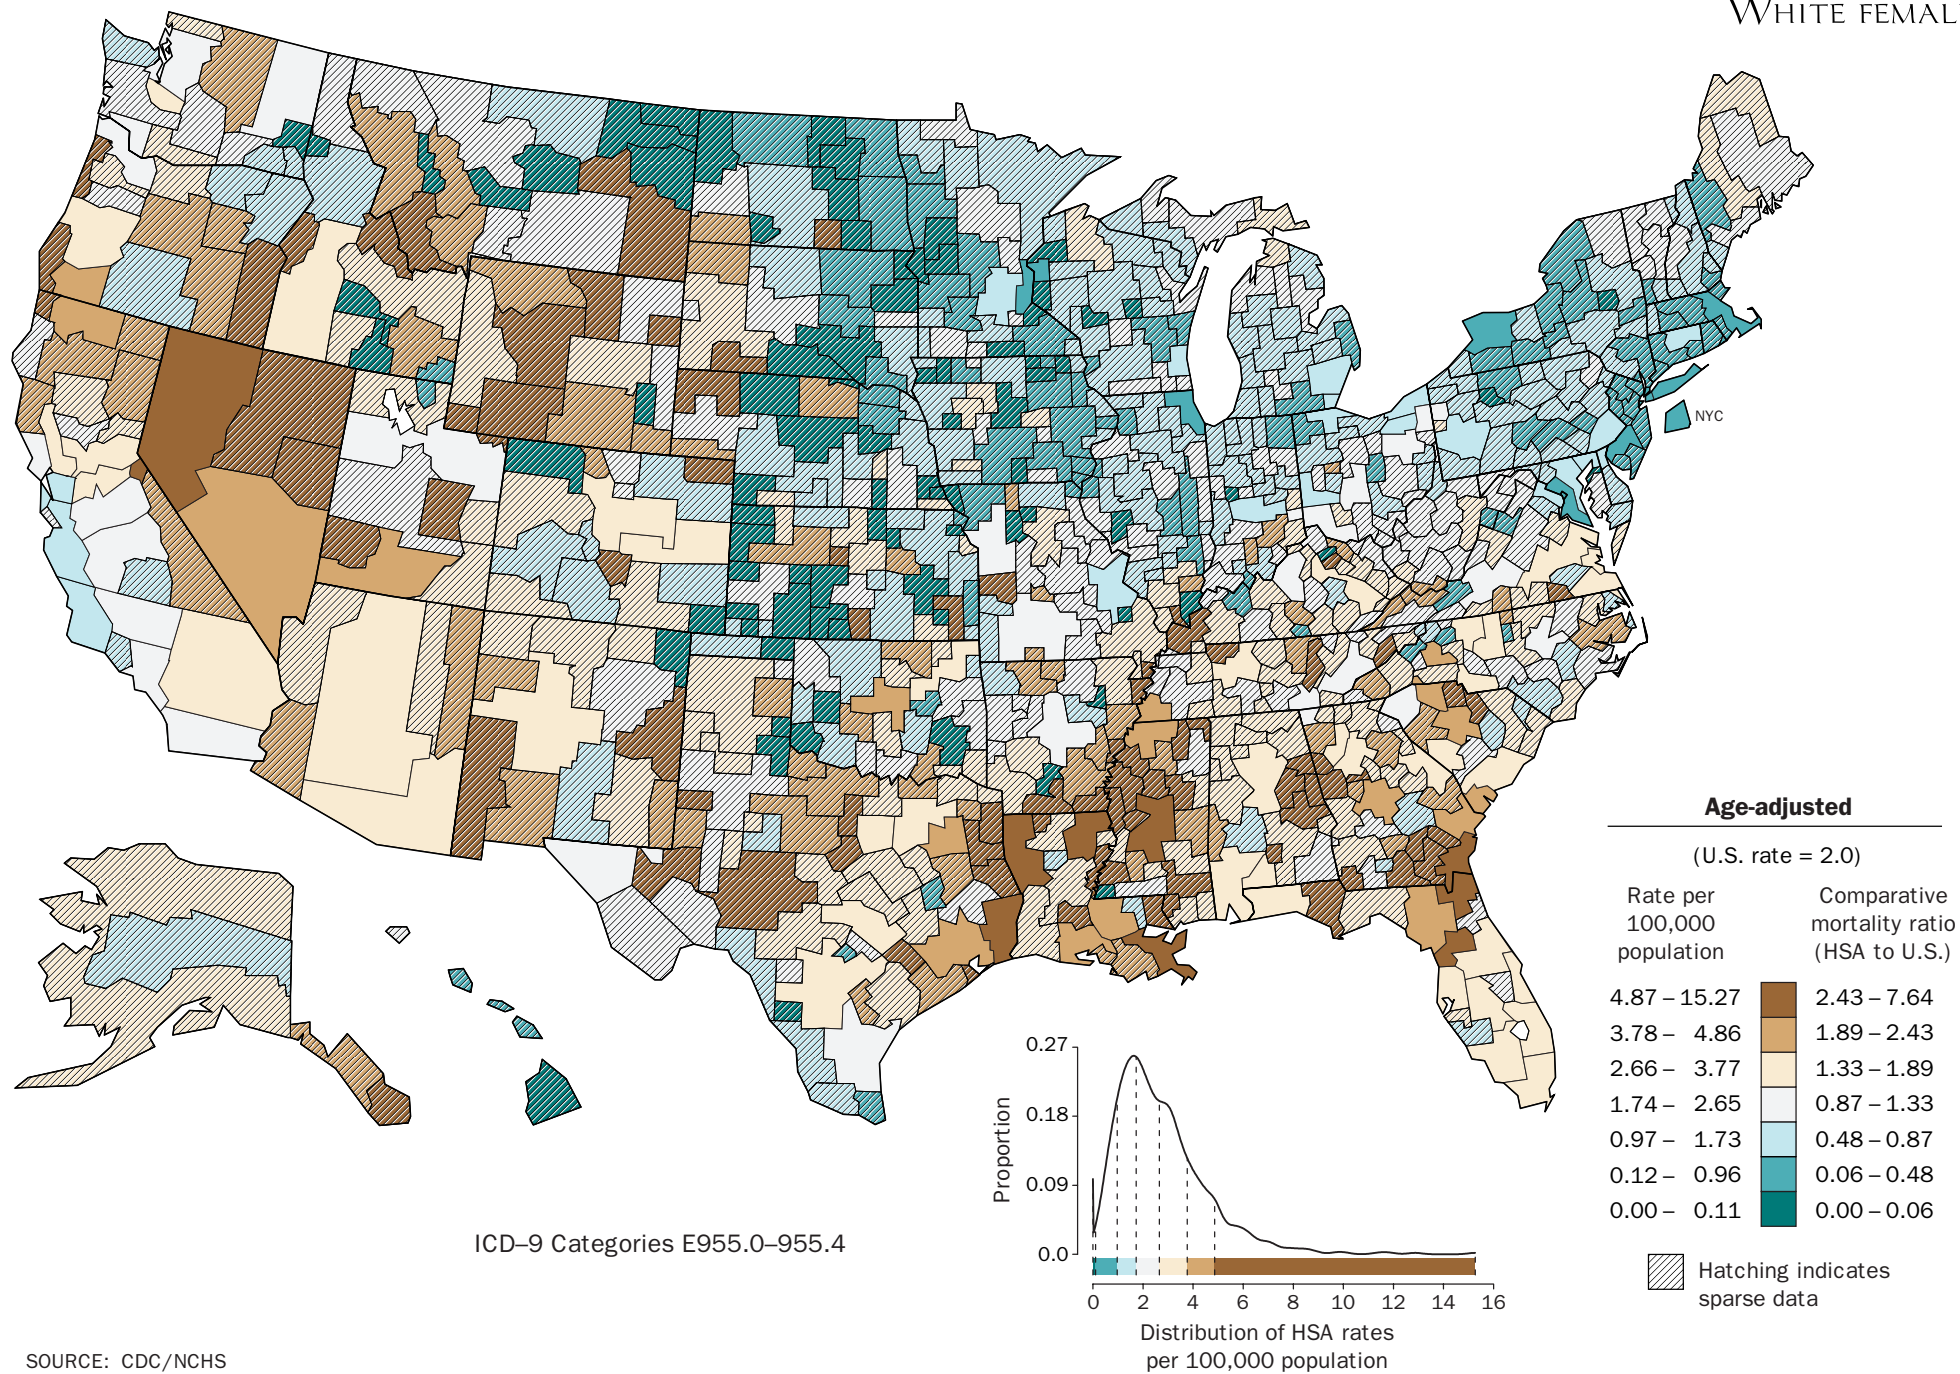 WHITE FEMAL
NYC
Age-adjusted
(U.S. rate = 2.0)
Rate per
100,000
population
Comparative
mortality ratio
(HSA to U.S.)
4.87 – 15.27 2.43 – 7.64
3.78 – 4.86 1.89 – 2.43
2.66 – 3.77 1.33 – 1.89
1.74 – 2.65 0.87 – 1.33
0.97 – 1.73 0.48 – 0.87
0.12 – 0.96 0.06 – 0.48
0.00 – 0.11 0.00 – 0.06
Hatching indicates
sparse data
0.27
0.18
0.09
0.0
Proportion
0 2 4 6 8 10 12 14 16
Distribution of HSA rates
per 100,000 population
ICD–9 Categories E955.0–955.4
SOURCE: CDC/NCHS